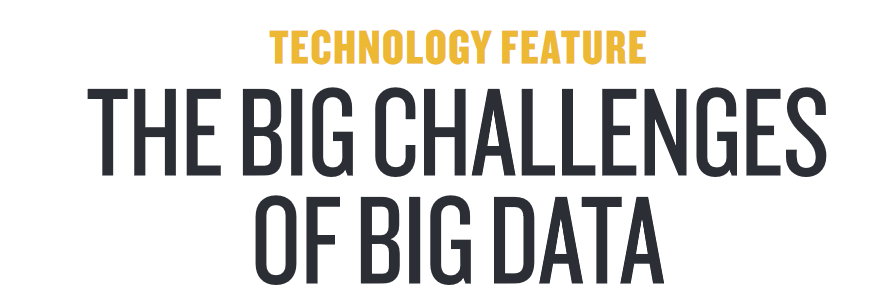 TECHNOLOGY FEATURE
THE BIG CHALLENGES
OF BIG DATA